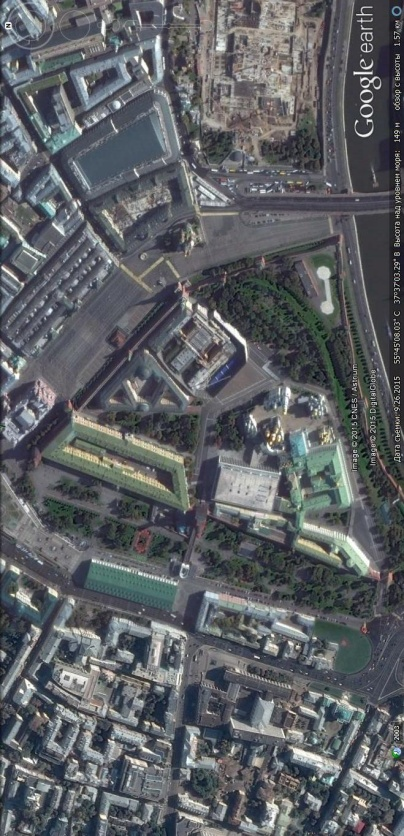 Google earth
Image © 2015 CNES / Astrium
Image © 2015 DigitalGlobe
2003
Дата съемки: 9.26.2015 55°45'08.03" С 37°37'03.29" В Высота над уровнем моря: 149 м обзор с высоты 1.57 км